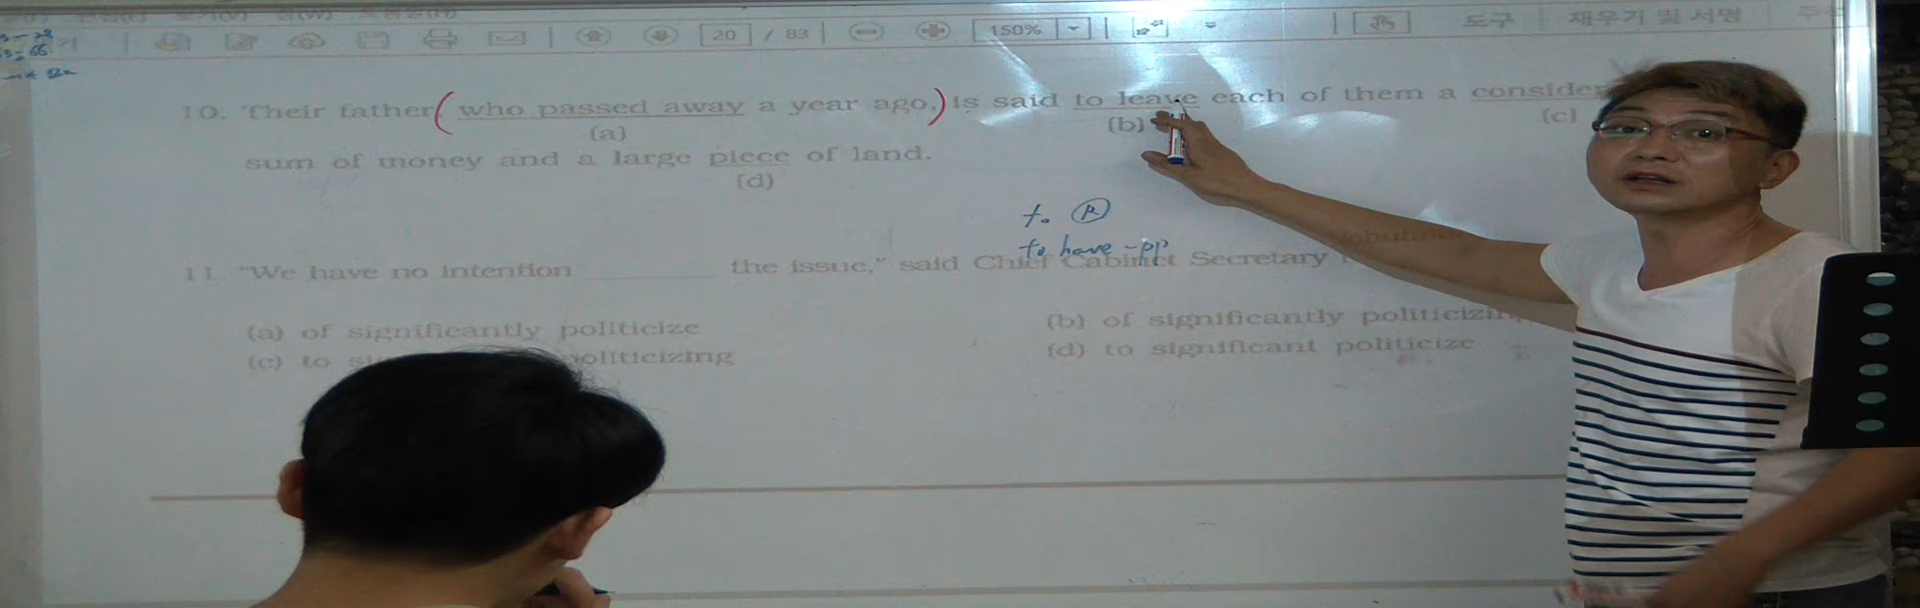 20 / 83 150% 도구 채우기 및 서명
10. Their father( who passed away a year ago,) is said to leave each of them a
(a) (b) (c)
sum of money and a large piece of land.
(d)
to R
to have -pp
11. "We have no intention ________ the issue," said Chief Cabinet Secretary
(a) of significantly politicize
(b) of significantly
(c) to politicizing
(d) to significant politicize